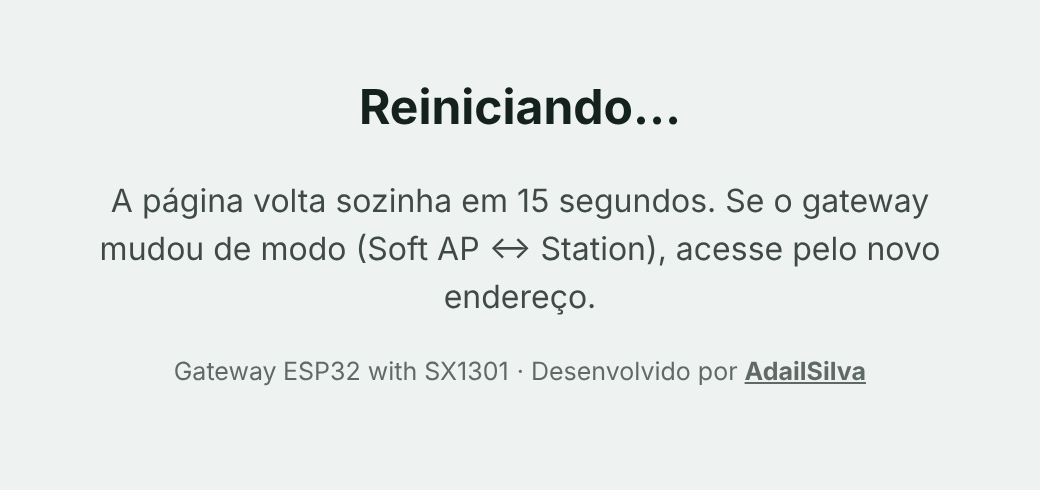 Reiniciando...
A página volta sozinha em 15 segundos. Se o gateway
mudou de modo (Soft AP ↔ Station), acesse pelo novo
endereço.
Gateway ESP32 with SX1301 · Desenvolvido por AdailSilva